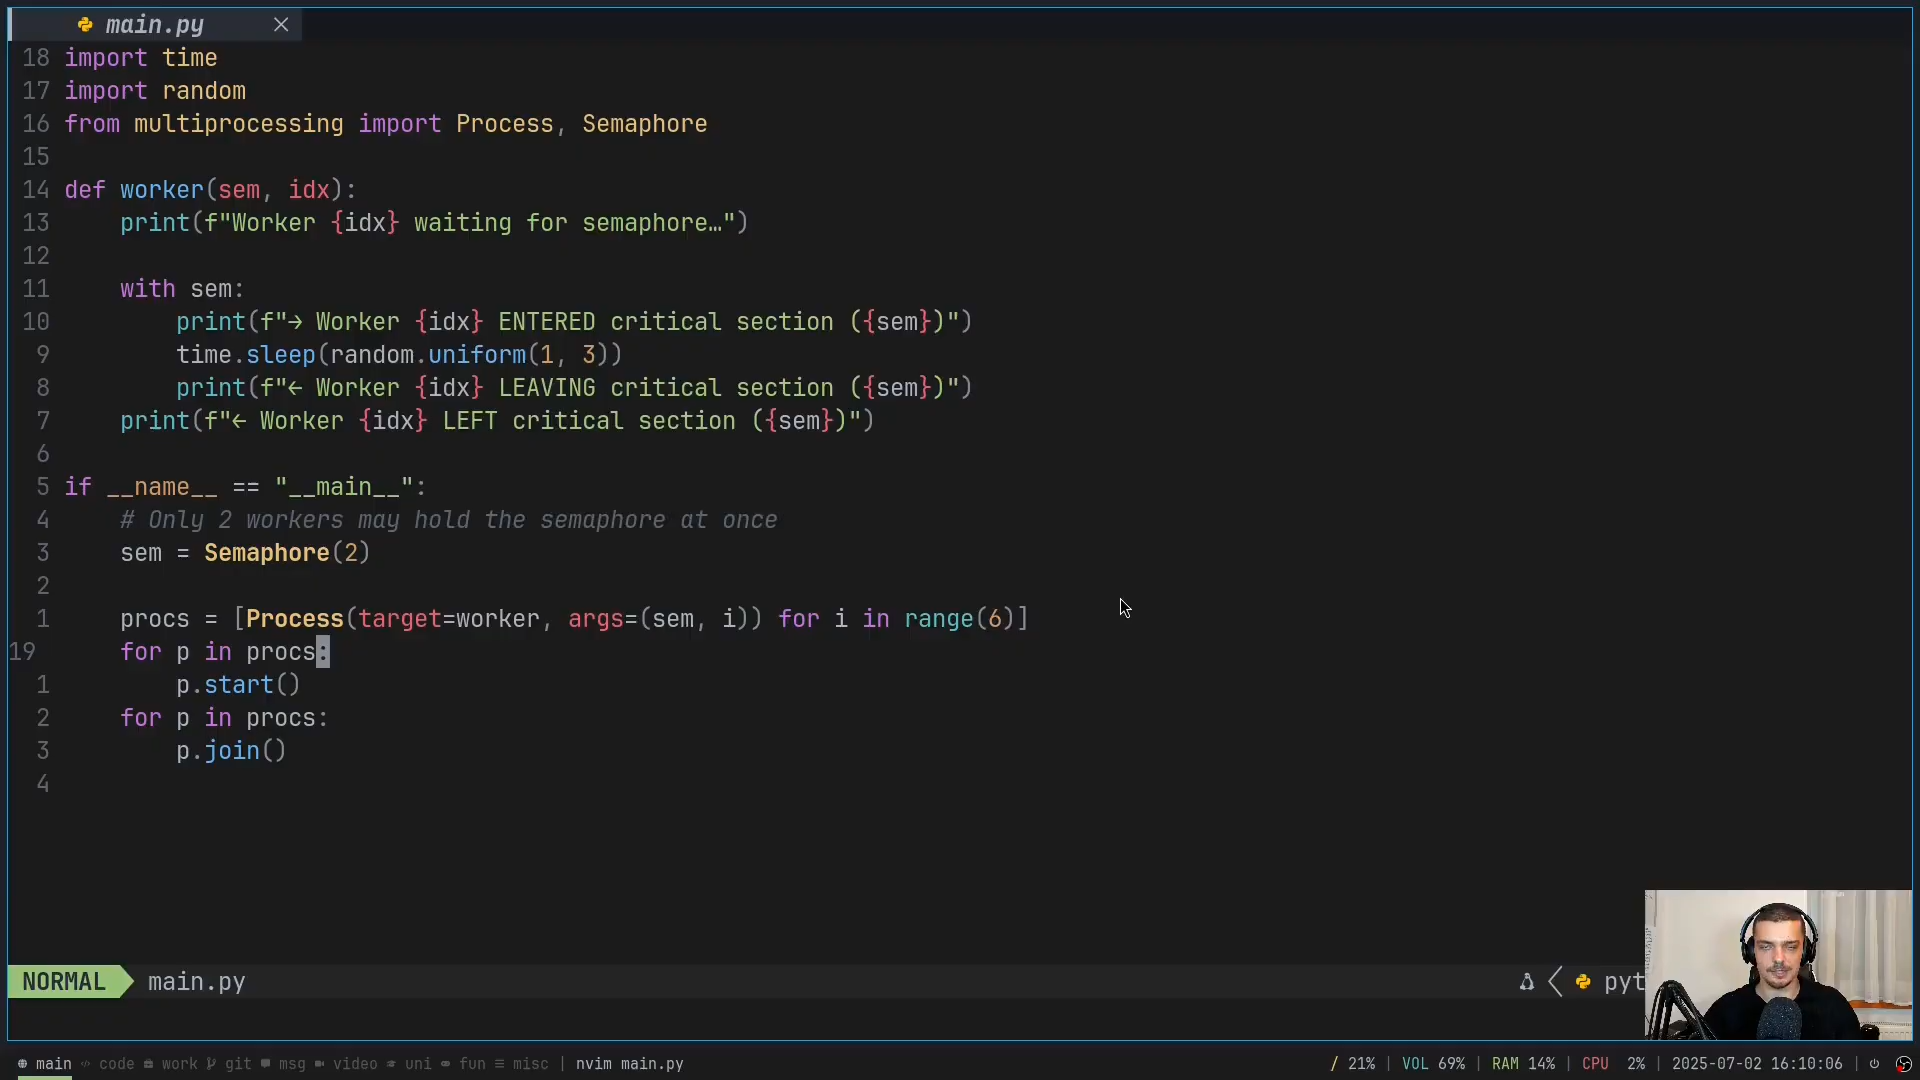 main.py
18 import time
17 import random
16 from multiprocessing import Process, Semaphore
15
14 def worker(sem, idx):
13     print(f"Worker {idx} waiting for semaphore…")
12
11     with sem:
10         print(f"→ Worker {idx} ENTERED critical section ({sem})")
9         time.sleep(random.uniform(1, 3))
8         print(f"← Worker {idx} LEAVING critical section ({sem})")
7     print(f"← Worker {idx} LEFT critical section ({sem})")
6
5 if __name__ == "__main__":
4     # Only 2 workers may hold the semaphore at once
3     sem = Semaphore(2)
2
1     procs = [Process(target=worker, args=(sem, i)) for i in range(6)]
19     for p in procs:
1         p.start()
2     for p in procs:
3         p.join()
4
NORMAL main.py pyt
main code work git msg video uni fun misc | nvim main.py / 21% | VOL 69% | RAM 14% | CPU 2% | 2025-07-02 16:10:06 |